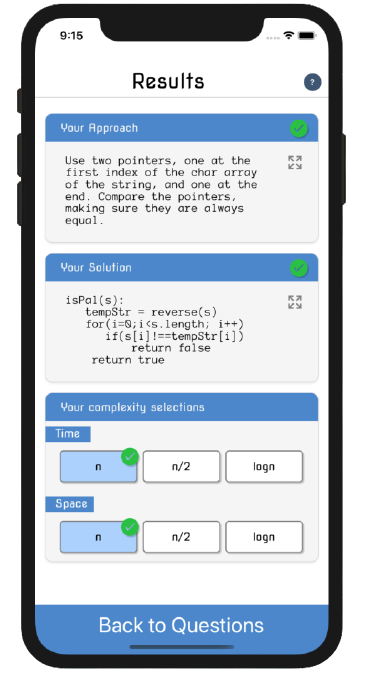 9:15
Results
?
Your Approach
Use two pointers, one at the
first index of the char array
of the string, and one at the
end. Compare the pointers,
making sure they are always
equal.
Your Solution
isPal(s):
tempStr = reverse(s)
for(i=0;i<s.length; i++)
if(s[i]!==tempStr[i])
return false
return true
Your complexity selections
Time
n n/2 logn
Space
n n/2 logn
Back to Questions